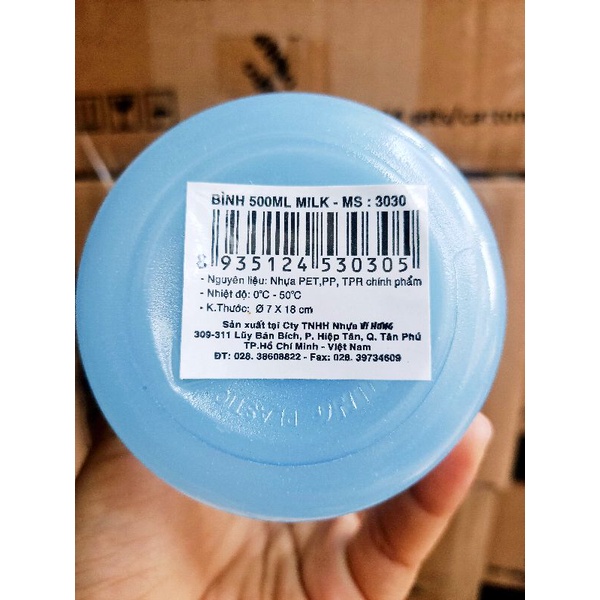 BÌNH 500ML MILK - MS : 3030
8 935124 530305
- Nguyên liệu: Nhựa PET,PP, TPR chính phẩm
- Nhiệt độ: 0°C - 50°C
- K.Thước: Ø 7 X 18 cm
Sản xuất tại Cty TNHH Nhựa VĨ HƯNG
309-311 Lũy Bán Bích, P. Hiệp Tân, Q. Tân Phú
TP.Hồ Chí Minh - Việt Nam
ĐT: 028. 38608822 - Fax: 028. 39734609